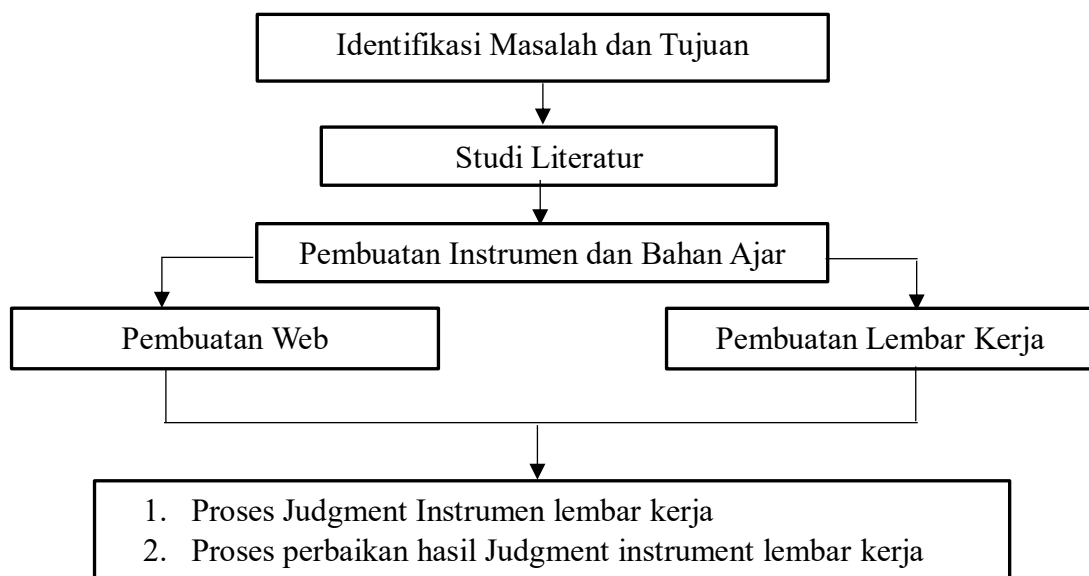 Identifikasi Masalah dan Tujuan
Studi Literatur
Pembuatan Instrumen dan Bahan Ajar
Pembuatan Web
Pembuatan Lembar Kerja
1. Proses Judgment Instrumen lembar kerja
2. Proses perbaikan hasil Judgment instrument lembar kerja